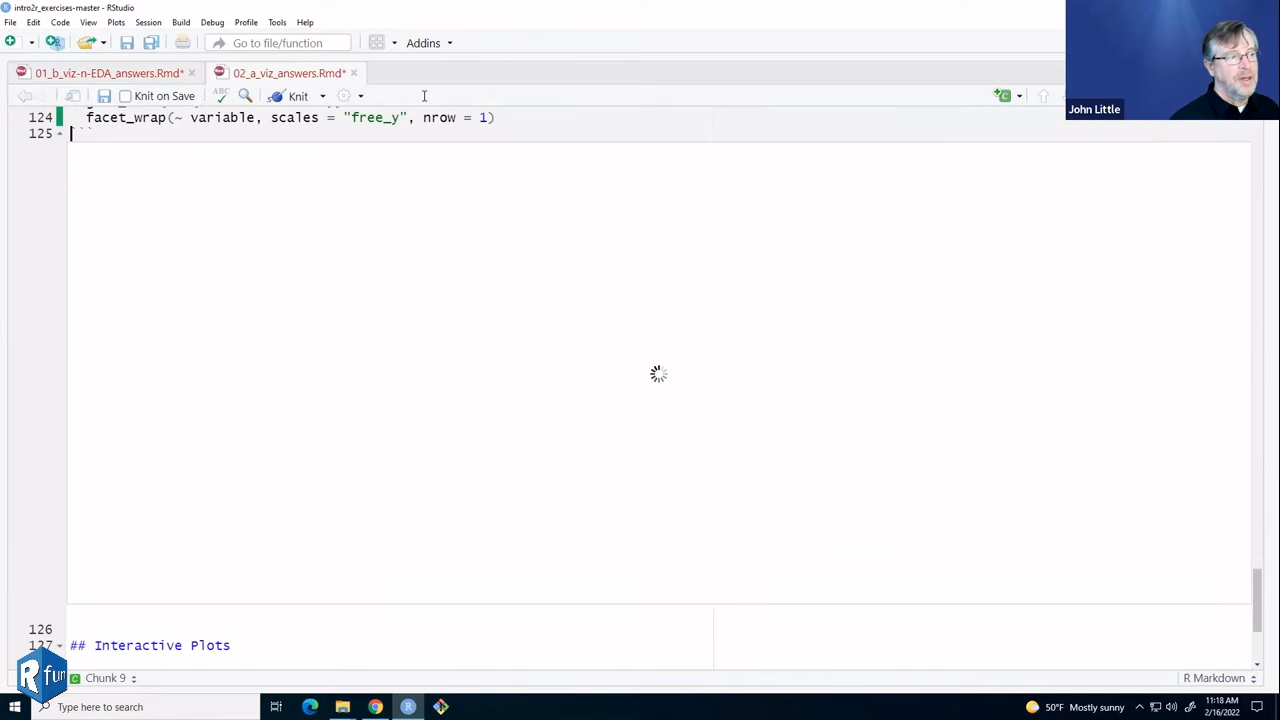 intro2r_exercises-master - RStudio
File Edit Code View Plots Session Build Debug Profile Tools Help
Go to file/function Addins
01_b_viz-n-EDA_answers.Rmd* 02_a_viz_answers.Rmd*
Knit on Save ABC Knit
John Little
124 facet_wrap(~ variable, scales = "free_y", nrow = 1)
125 ```
126
127 ## Interactive Plots
R fun
Chunk 9 R Markdown
Type here to search 50°F Mostly sunny 11:18 AM
2/16/2022